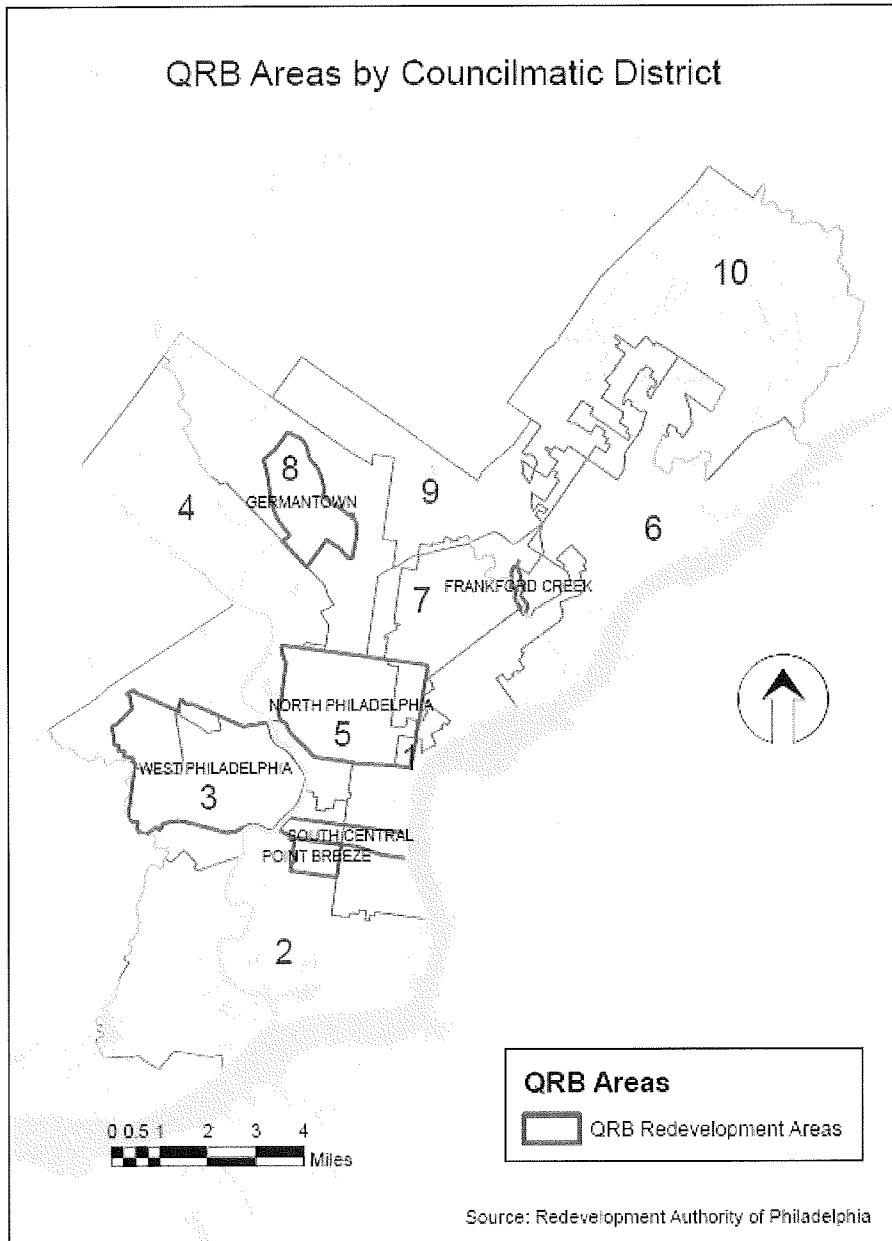 QRB Areas by Councilmatic District
10
8
GERMANTOWN
4
9
6
FRANKFORD CREEK
7
NORTH PHILADELPHIA
5
1
WEST PHILADELPHIA
3
SOUTH CENTRAL
POINT BREEZE
2
QRB Areas
QRB Redevelopment Areas
0 0.5 1 2 3 4
Miles
Source: Redevelopment Authority of Philadelphia